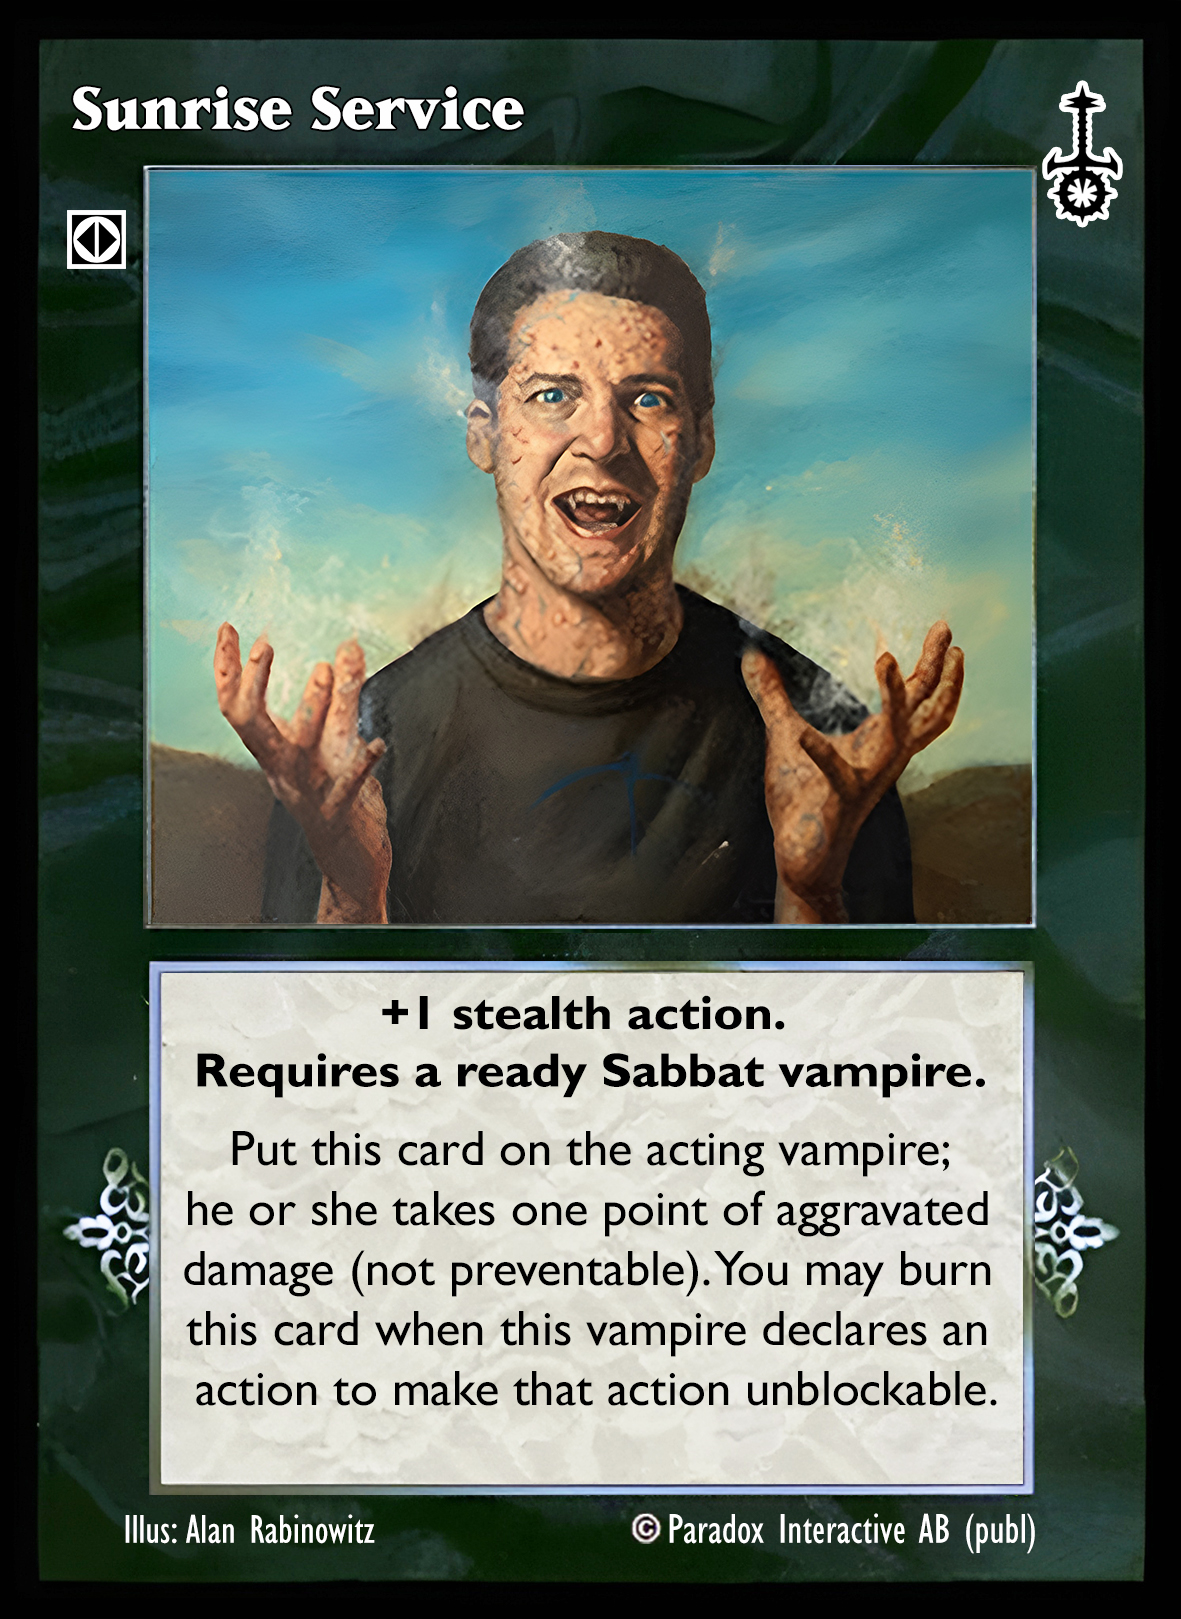 Sunrise Service
+1 stealth action.
Requires a ready Sabbat vampire.
Put this card on the acting vampire;
he or she takes one point of aggravated
damage (not preventable). You may burn
this card when this vampire declares an
action to make that action unblockable.
Illus: Alan Rabinowitz
© Paradox Interactive AB (publ)